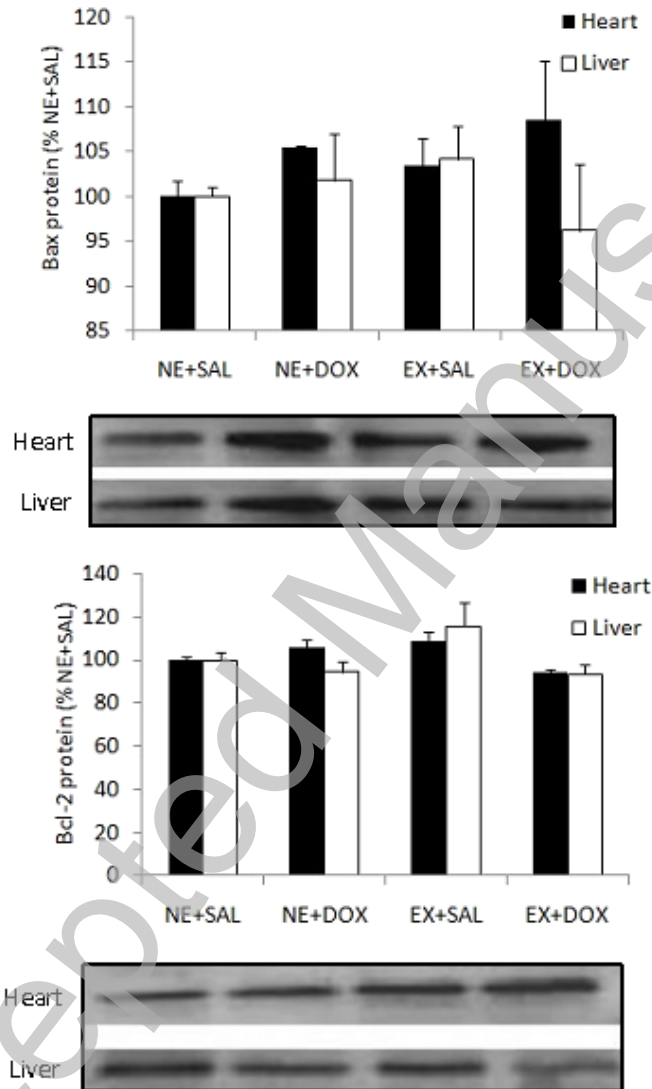 120
115
110
105
100
95
90
85
Bax protein (% NE+SAL)
Heart
Liver
NE+SAL NE+DOX EX+SAL EX+DOX
Heart
Liver
140
120
100
80
60
40
20
0
Bcl-2 protein (% NE+SAL)
Heart
Liver
NE+SAL NE+DOX EX+SAL EX+DOX
Heart
Liver
epted Manus